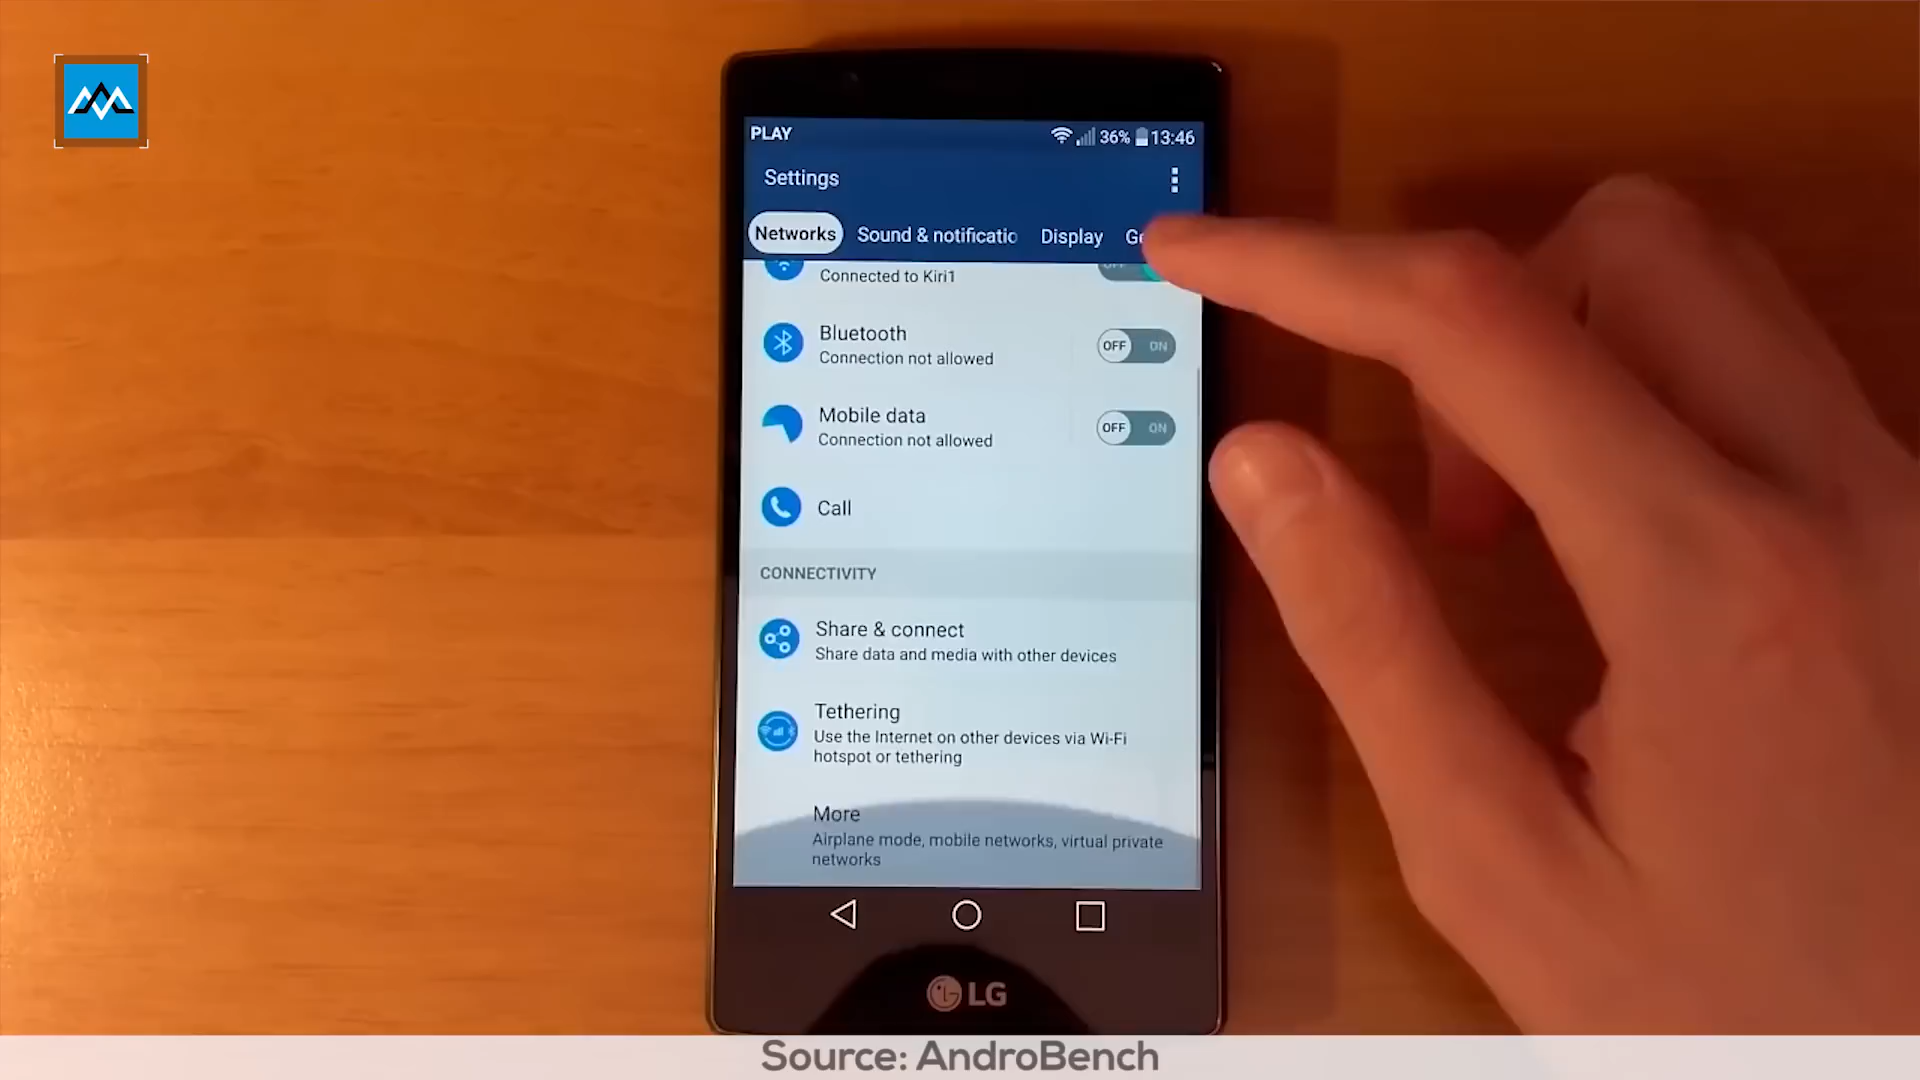 PLAY
36% 13:46
Settings
Networks Sound & notificatio Display Ge
Connected to Kiri1
OFF
Bluetooth
Connection not allowed
OFF ON
Mobile data
Connection not allowed
OFF ON
Call
CONNECTIVITY
Share & connect
Share data and media with other devices
Tethering
Use the Internet on other devices via Wi-Fi
hotspot or tethering
More
Airplane mode, mobile networks, virtual private
networks
LG
Source: AndroBench